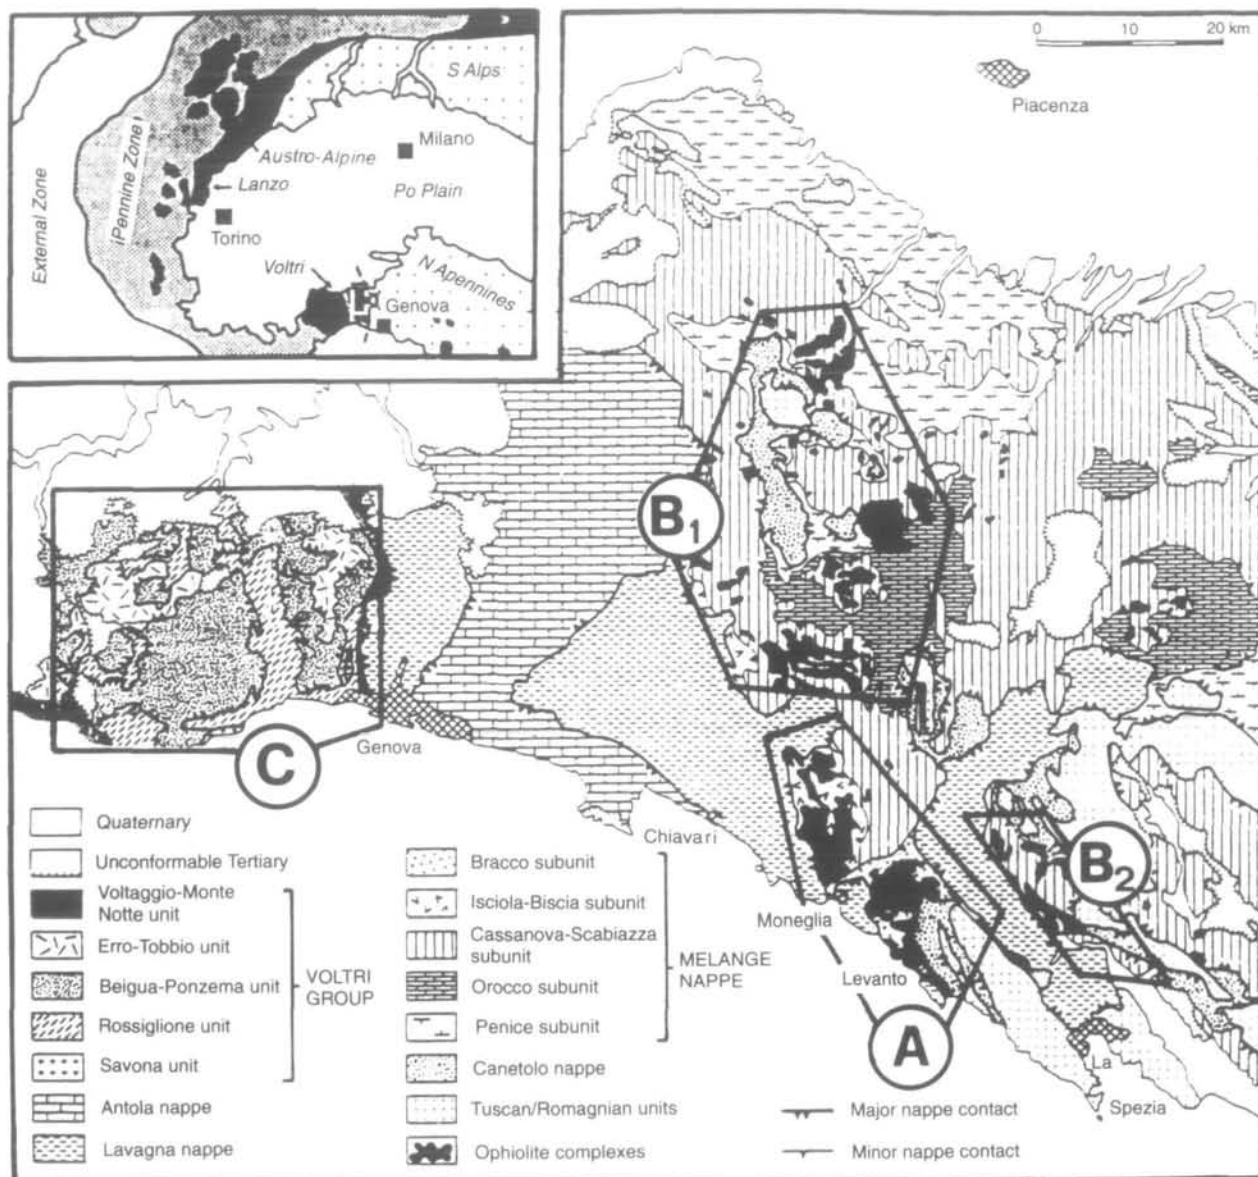 S Alps
Milano
Austro-Alpine
Lanzo
Po Plain
Pennine Zone
External Zone
Torino
Voltri
N Apennines
Genova
0 10 20 km
Piacenza
B1
C
Genova
Chiavari
Moneglia
Levanto
B2
A
La
Spezia
Quaternary
Unconformable Tertiary
Voltaggio-Monte
Notte unit
Erro-Tobbio unit
Beigua-Ponzema unit
Rossiglione unit
Savona unit
VOLTRI
GROUP
Antola nappe
Lavagna nappe
Bracco subunit
Isciola-Biscia subunit
Cassanova-Scabiazza
subunit
Orocco subunit
Penice subunit
MELANGE
NAPPE
Canetolo nappe
Tuscan/Romagnian units
Ophiolite complexes
Major nappe contact
Minor nappe contact